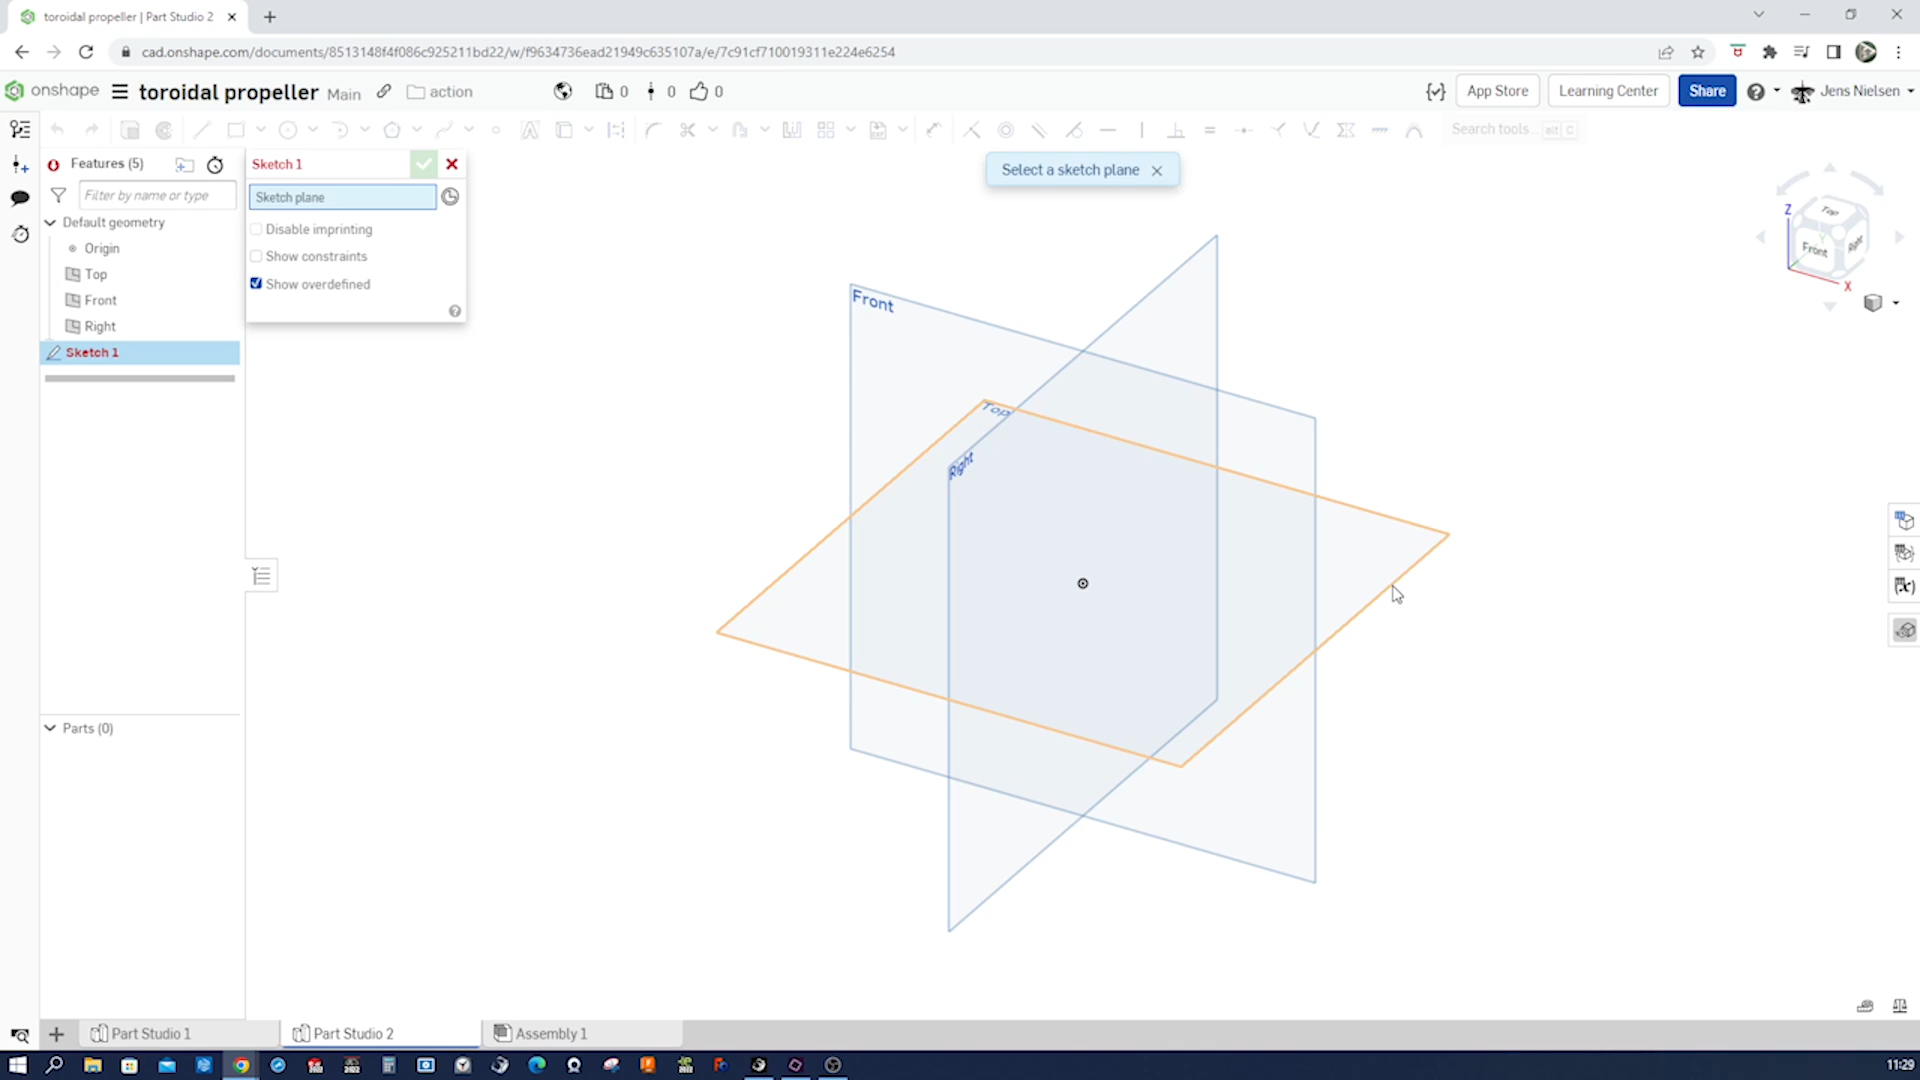 toroidal propeller | Part Studio 2
cad.onshape.com/documents/8513148f4f086c925211bd22/w/f9634736ead21949c635107a/e/7c91cf710019311e224e6254
onshape toroidal propeller Main action 0 0 0 App Store Learning Center Share Jens Nielsen
Search tools... alt C
Features (5)
Filter by name or type
Default geometry
Origin
Top
Front
Right
Sketch 1
Sketch 1
Sketch plane
Disable imprinting
Show constraints
Show overdefined
Select a sketch plane
Front
Top
Right
Z
Top
Front
Y
Right
X
(x)
Parts (0)
Part Studio 1
Part Studio 2
Assembly 1
11:29